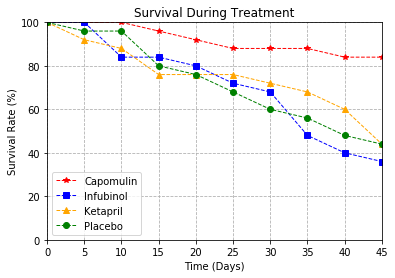 Survival During Treatment
100
80
60
40
20
0
Survival Rate (%)
Capomulin
Infubinol
Ketapril
Placebo
0 5 10 15 20 25 30 35 40 45
Time (Days)